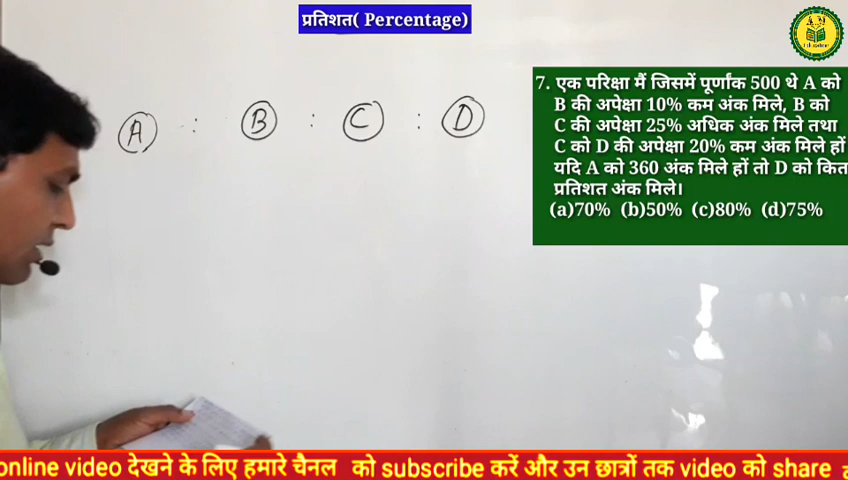 प्रतिशत( Percentage)
Education
A : B : C : D
7. एक परिक्षा मैं जिसमें पूर्णांक 500 थे A को
B की अपेक्षा 10% कम अंक मिले, B को
C की अपेक्षा 25% अधिक अंक मिले तथा
C को D की अपेक्षा 20% कम अंक मिले हों
यदि A को 360 अंक मिले हों तो D को कित
प्रतिशत अंक मिले।
(a)70% (b)50% (c)80% (d)75%
online video देखने के लिए हमारे चैनल को subscribe करें और उन छात्रों तक video को share